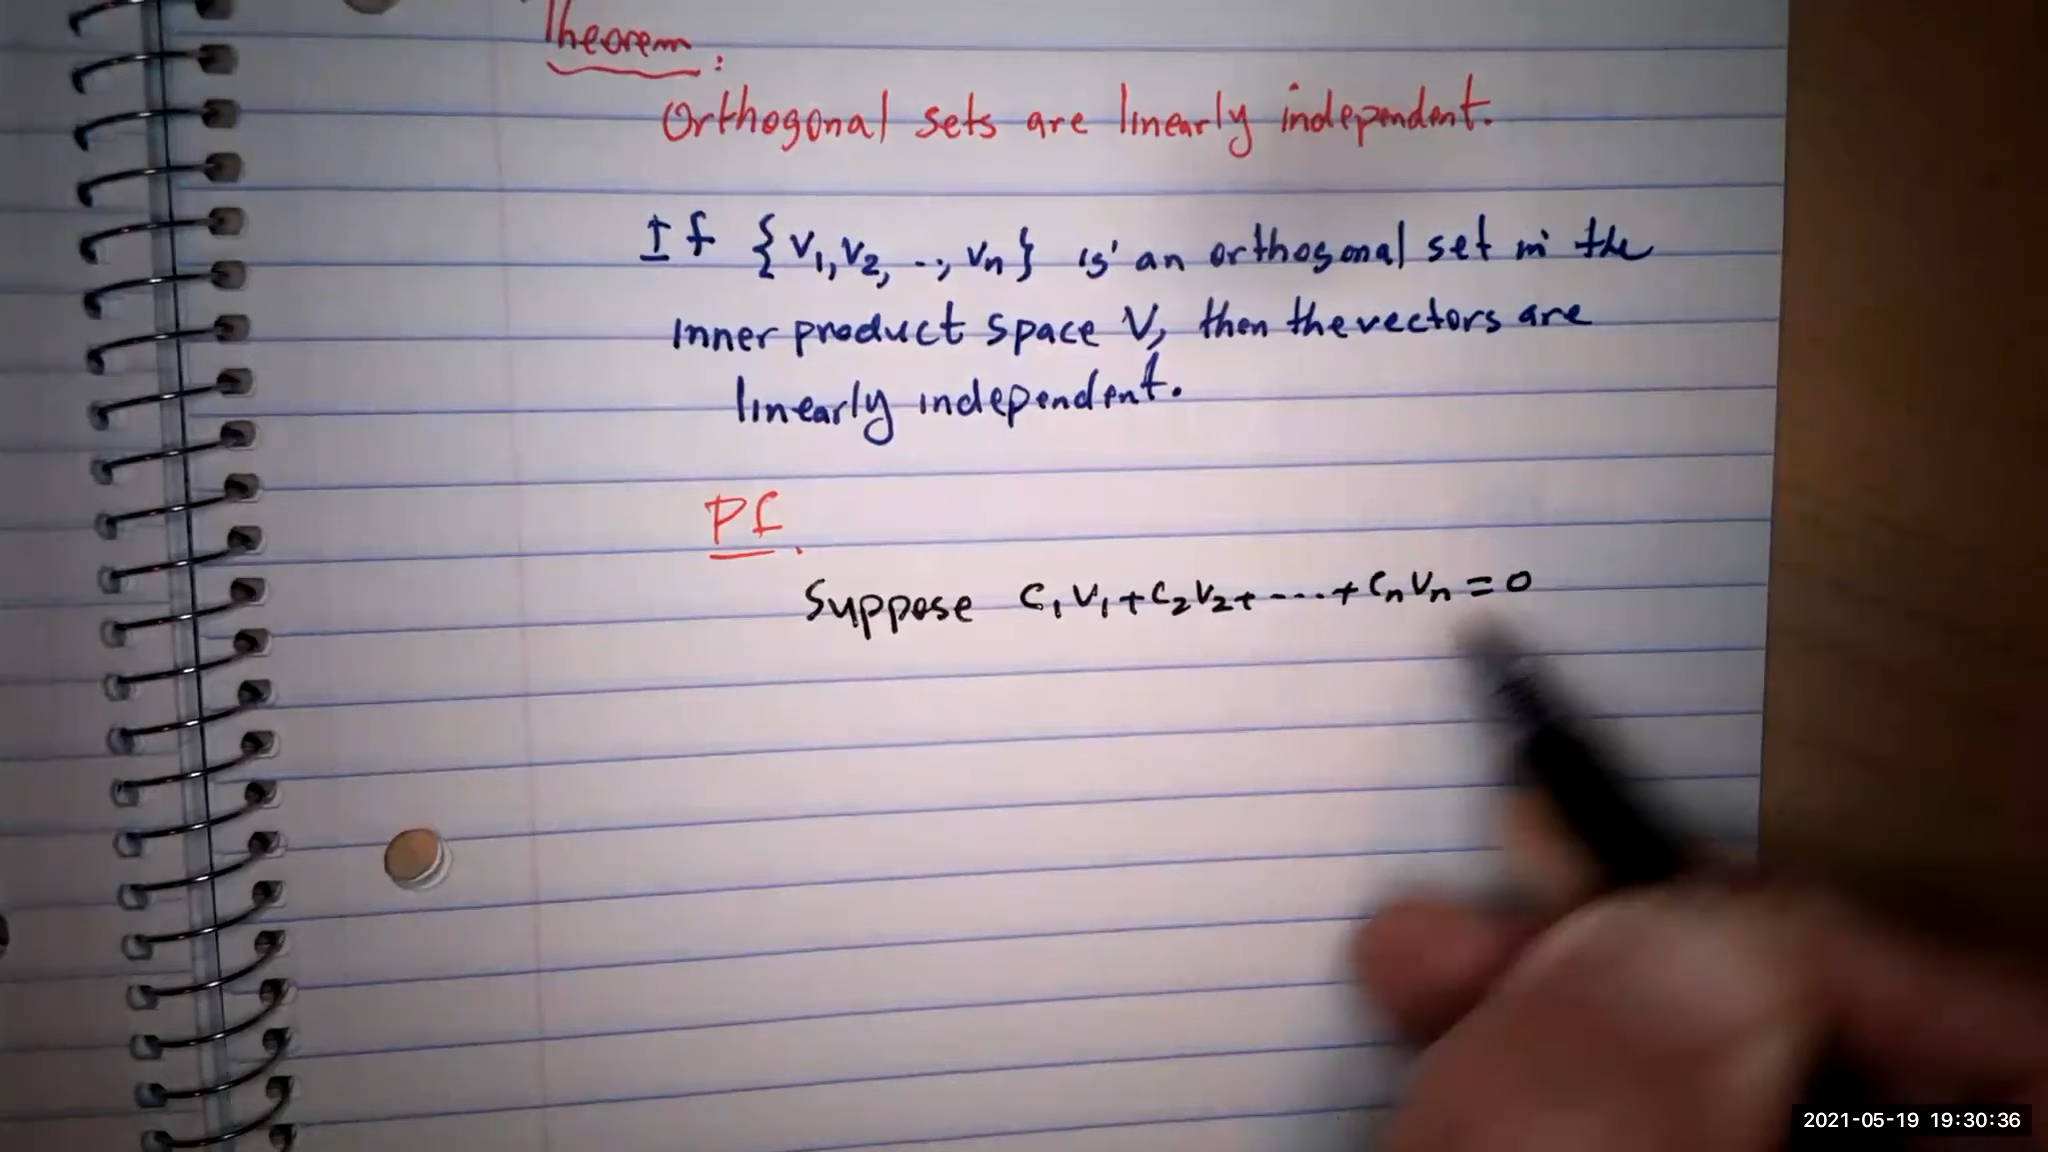 Theorem:
Orthogonal sets are linearly independent.
If {v₁,v₂, .., vₙ} is an orthogonal set in the
inner product space V, then the vectors are
linearly independent.
Pf.
Suppose c₁v₁+c₂v₂+----+cₙvₙ=0
2021-05-19 19:30:36